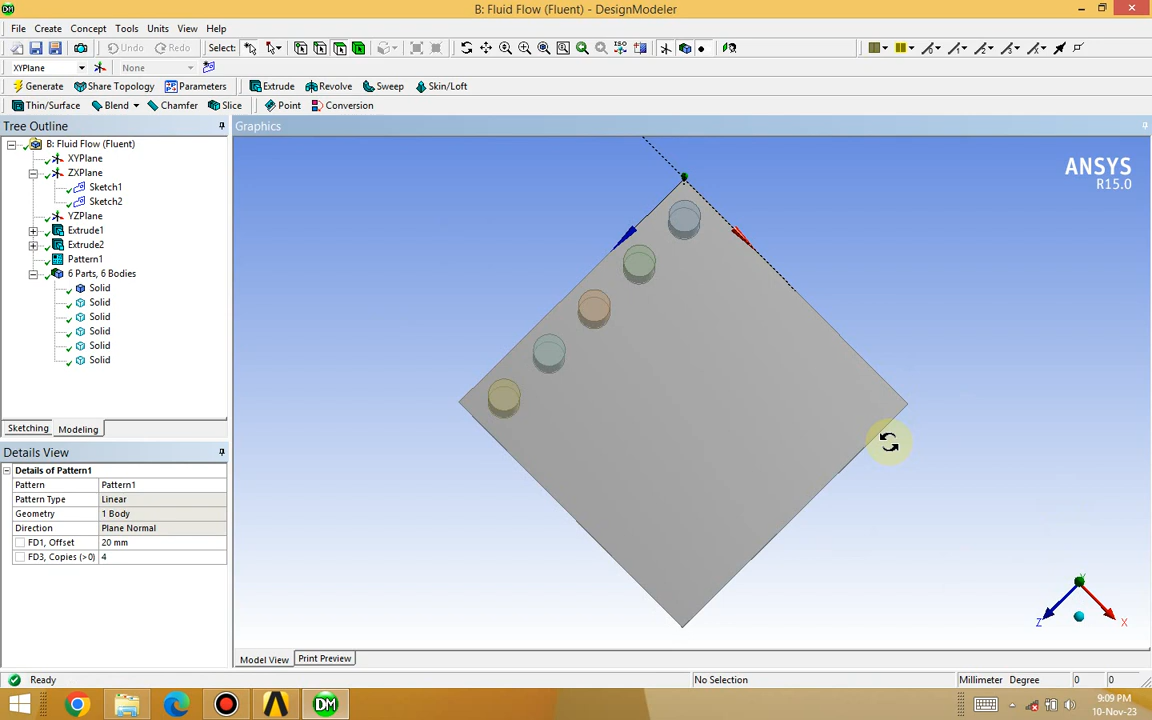 B: Fluid Flow (Fluent) - DesignModeler
File Create Concept Tools Units View Help
Undo Redo Select:
XYPlane None
Generate Share Topology Parameters Extrude Revolve Sweep Skin/Loft
Thin/Surface Blend Chamfer Slice Point Conversion
Tree Outline
B: Fluid Flow (Fluent)
XYPlane
ZXPlane
Sketch1
Sketch2
YZPlane
Extrude1
Extrude2
Pattern1
6 Parts, 6 Bodies
Solid
Solid
Solid
Solid
Solid
Solid
Sketching Modeling
Details View
Details of Pattern1
Pattern Pattern1
Pattern Type Linear
Geometry 1 Body
Direction Plane Normal
FD1, Offset 20 mm
FD3, Copies (>0) 4
Graphics
ANSYS
R15.0
Y
Z
X
Model View Print Preview
Ready No Selection Millimeter Degree 0 0
DM
9:09 PM
10-Nov-23